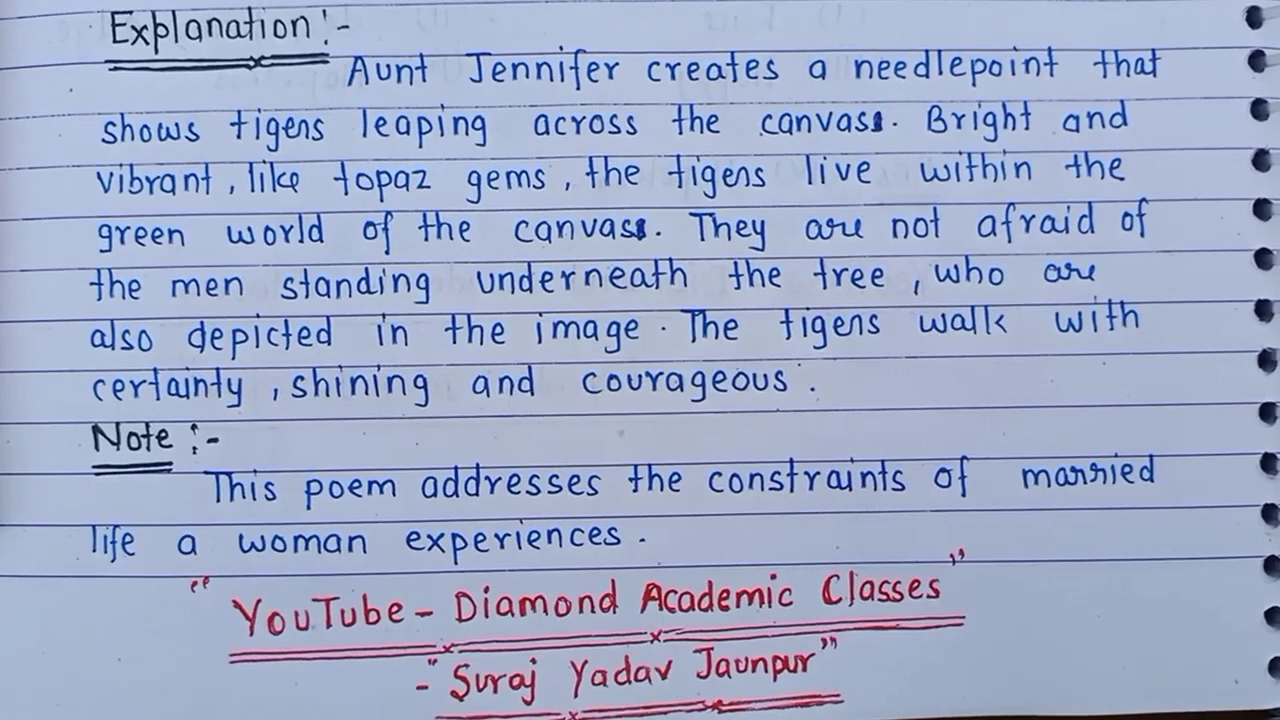 Explanation :-
Aunt Jennifer creates a needlepoint that
shows tigers leaping across the canvass. Bright and
vibrant, like topaz gems, the tigers live within the
green world of the canvass. They are not afraid of
the men standing underneath the tree, who are
also depicted in the image. The tigers walk with
certainty, shining and courageous.
Note :-
This poem addresses the constraints of married
life a woman experiences.
"YouTube - Diamond Academic Classes"
- "Suraj Yadav Jaunpur"